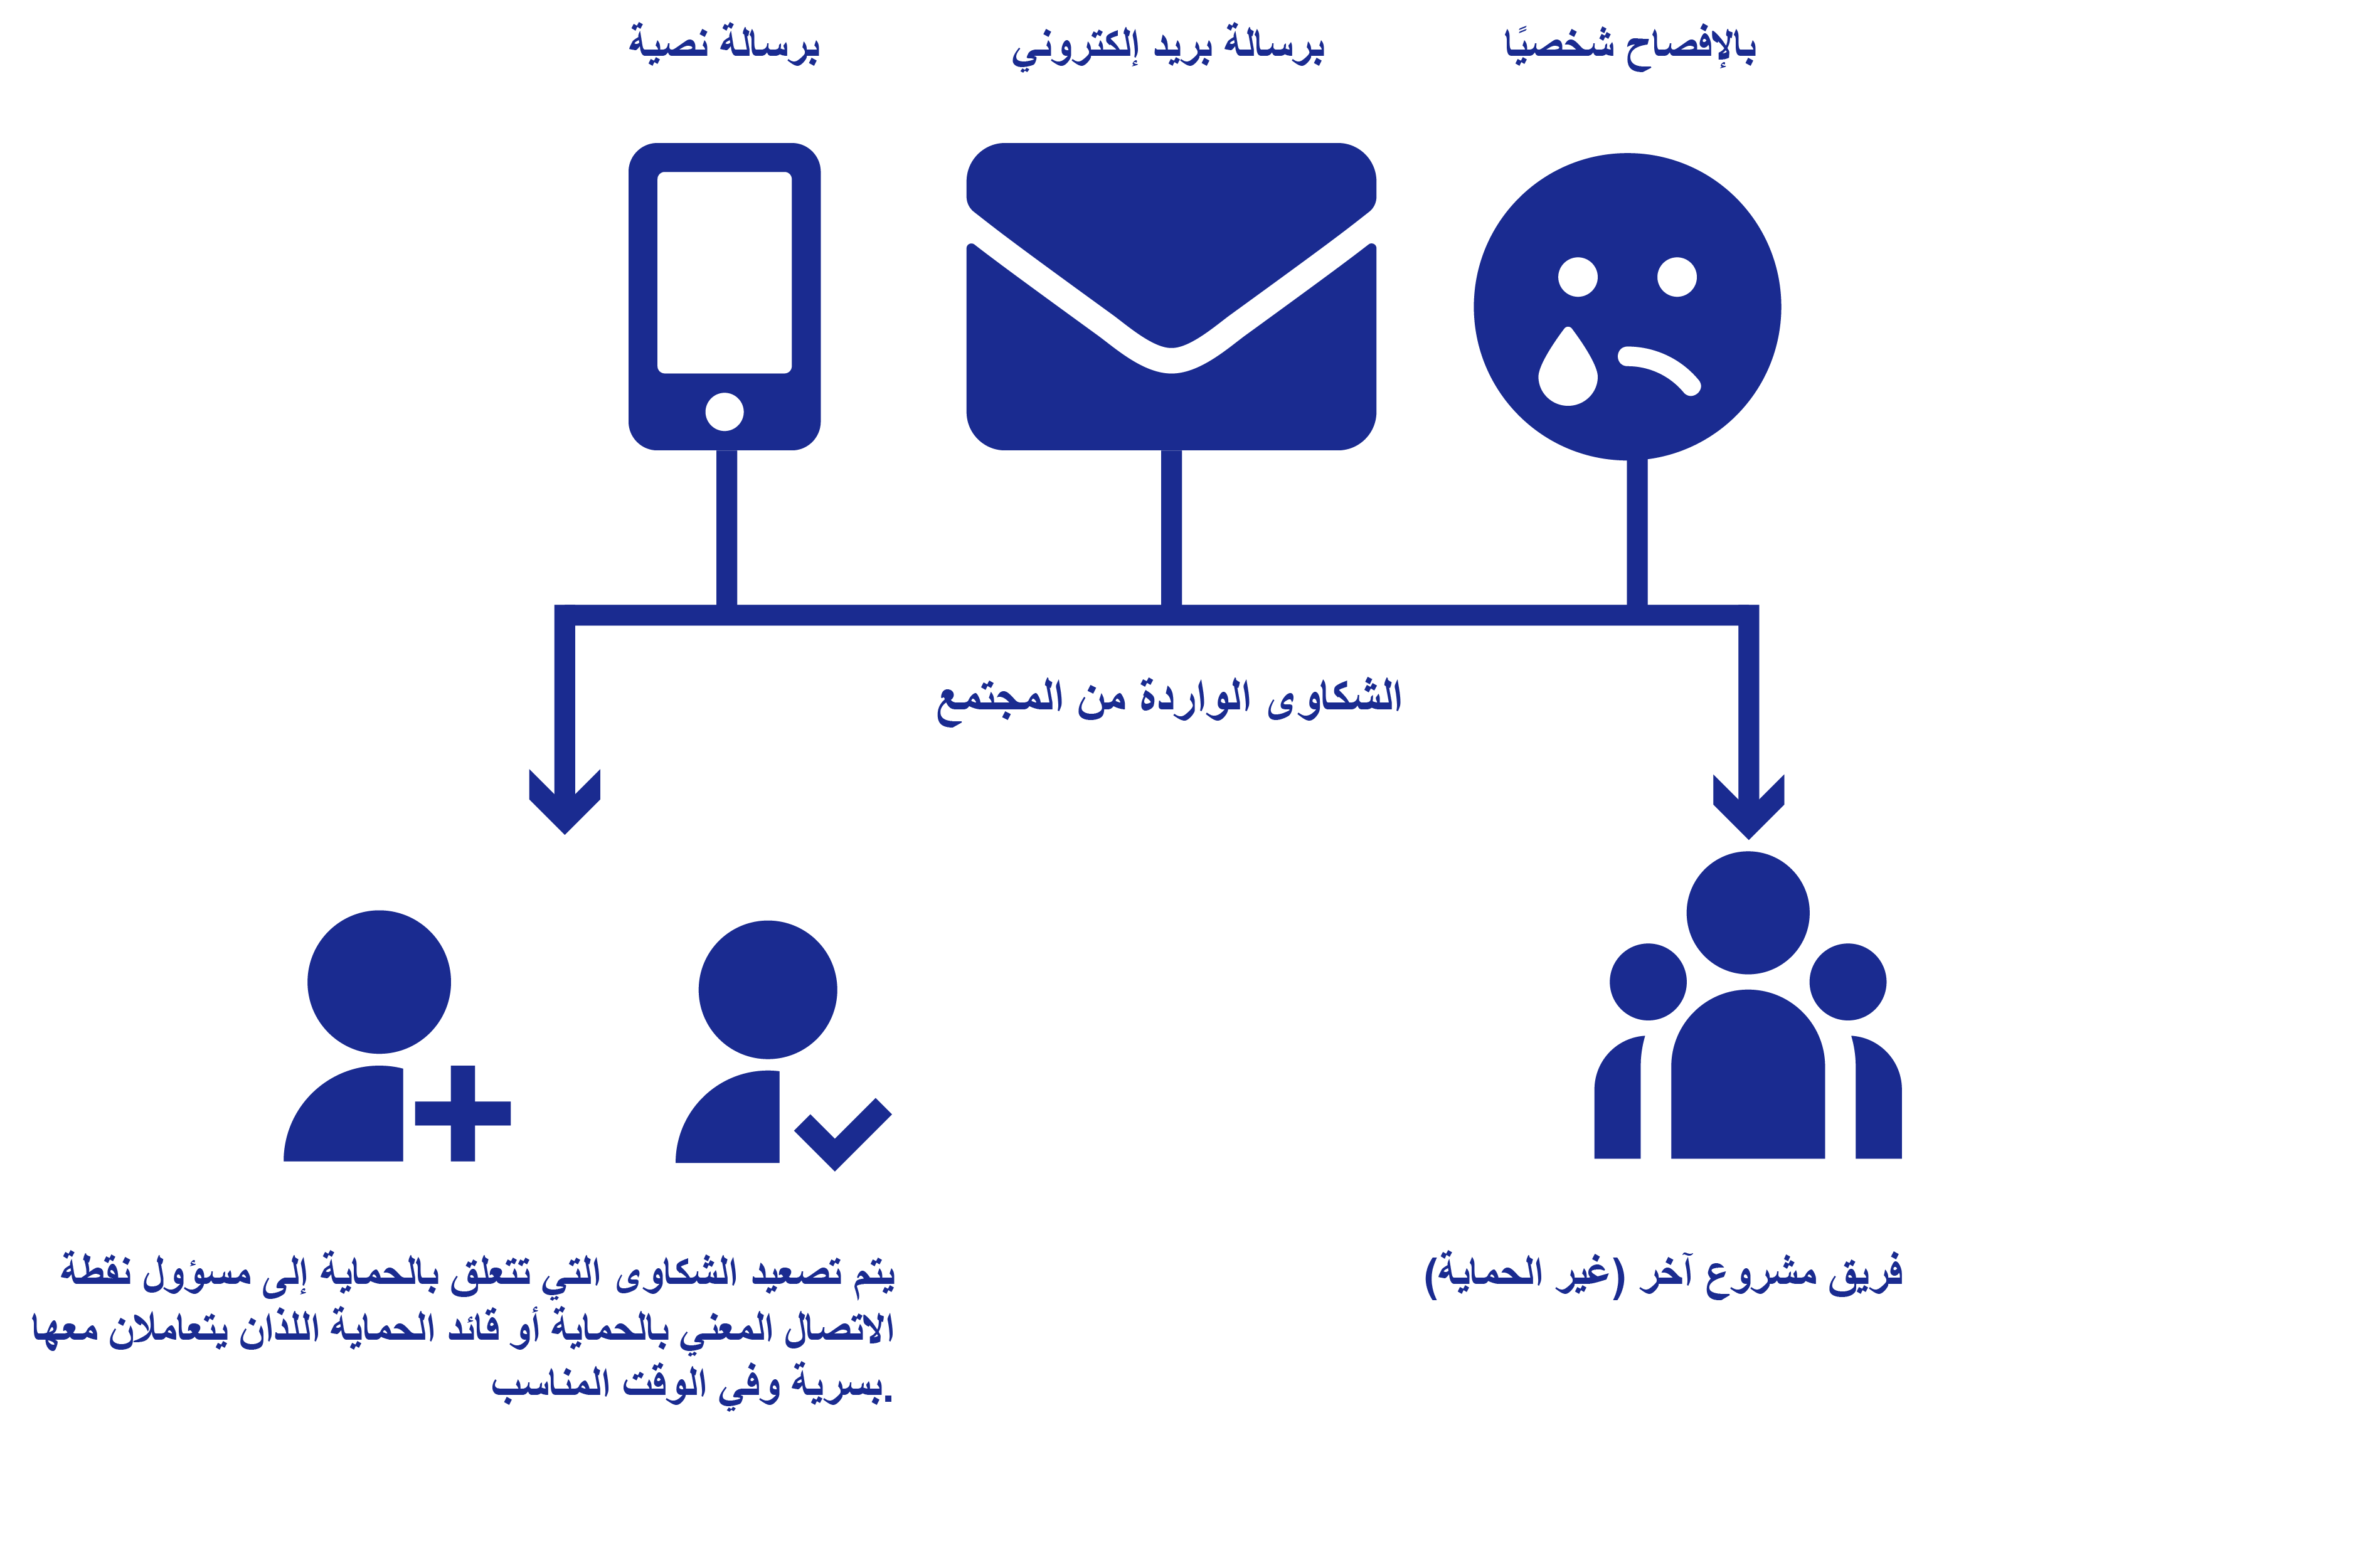 بالإفصاح شخصيًا
برسالة بريد إلكتروني
برسالة نصية
الشكاوى الواردة من المجتمع
فريق مشروع آخر (غير الحماية)
يتم تصعيد الشكاوى التي تتعلق بالحماية إلى مسؤول نقطة
الإتصال المعني بالحماية أو قائد الحماية اللذان يتعاملان معها
بسرية وفي الوقت المناسب.